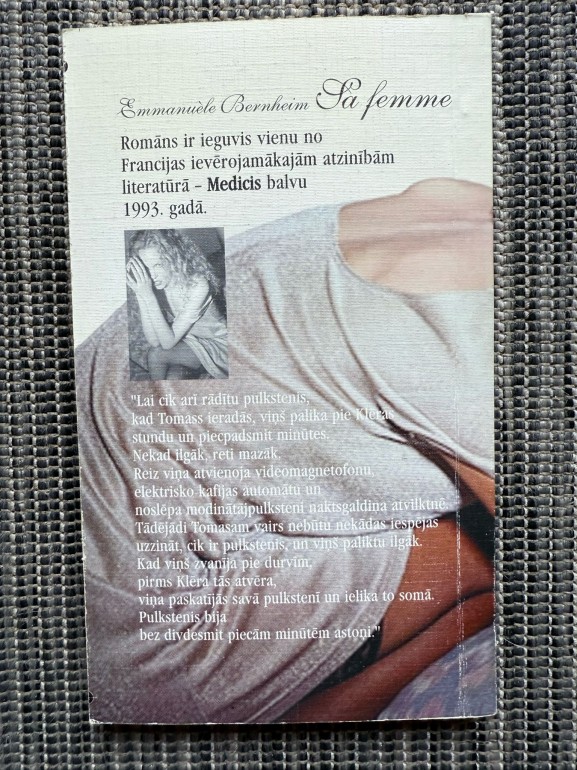 Emmanuèle Bernheim Sa femme
Romāns ir ieguvis vienu no
Francijas ievērojamākajām atzinībām
literatūrā – Medicis balvu
1993. gadā.
"Lai cik arī rādītu pulkstenis,
kad Tomass ieradās, viņš palika pie Klēras
stundu un piecpadsmit minūtes.
Nekad ilgāk, reti mazāk.
Reiz viņa atvienoja videomagnetofonu,
elektrisko kafijas automātu un
noslēpa modinātājpulksteni naktsgaldiņa atvilktnē.
Tādējādi Tomasam vairs nebūtu nekādas iespējas
uzzināt, cik ir pulkstenis, un viņš paliktu ilgāk.
Kad viņš zvanīja pie durvīm,
pirms Klēra tās atvēra,
viņa paskatījās savā pulkstenī un ielika to somā.
Pulkstenis bija
bez divdesmit piecām minūtēm astoņi."